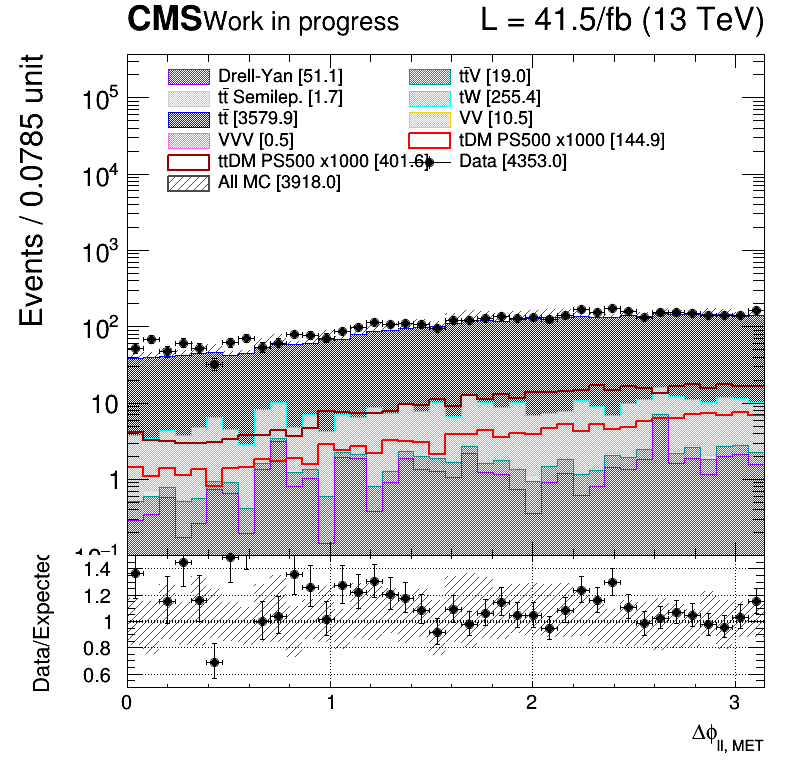 CMS Work in progress L = 41.5/fb (13 TeV)
Events / 0.0785 unit
Drell-Yan [51.1]
tt̄ Semilep. [1.7]
tt̄ [3579.9]
VVV [0.5]
ttDM PS500 x1000 [401.6]
All MC [3918.0]
tt̄V [19.0]
tW [255.4]
VV [10.5]
tDM PS500 x1000 [144.9]
Data [4353.0]
10⁵
10⁴
10³
10²
10
1
10⁻¹
Data/Expected
1.4
1.2
1
0.8
0.6
0 1 2 3
Δϕll, MET